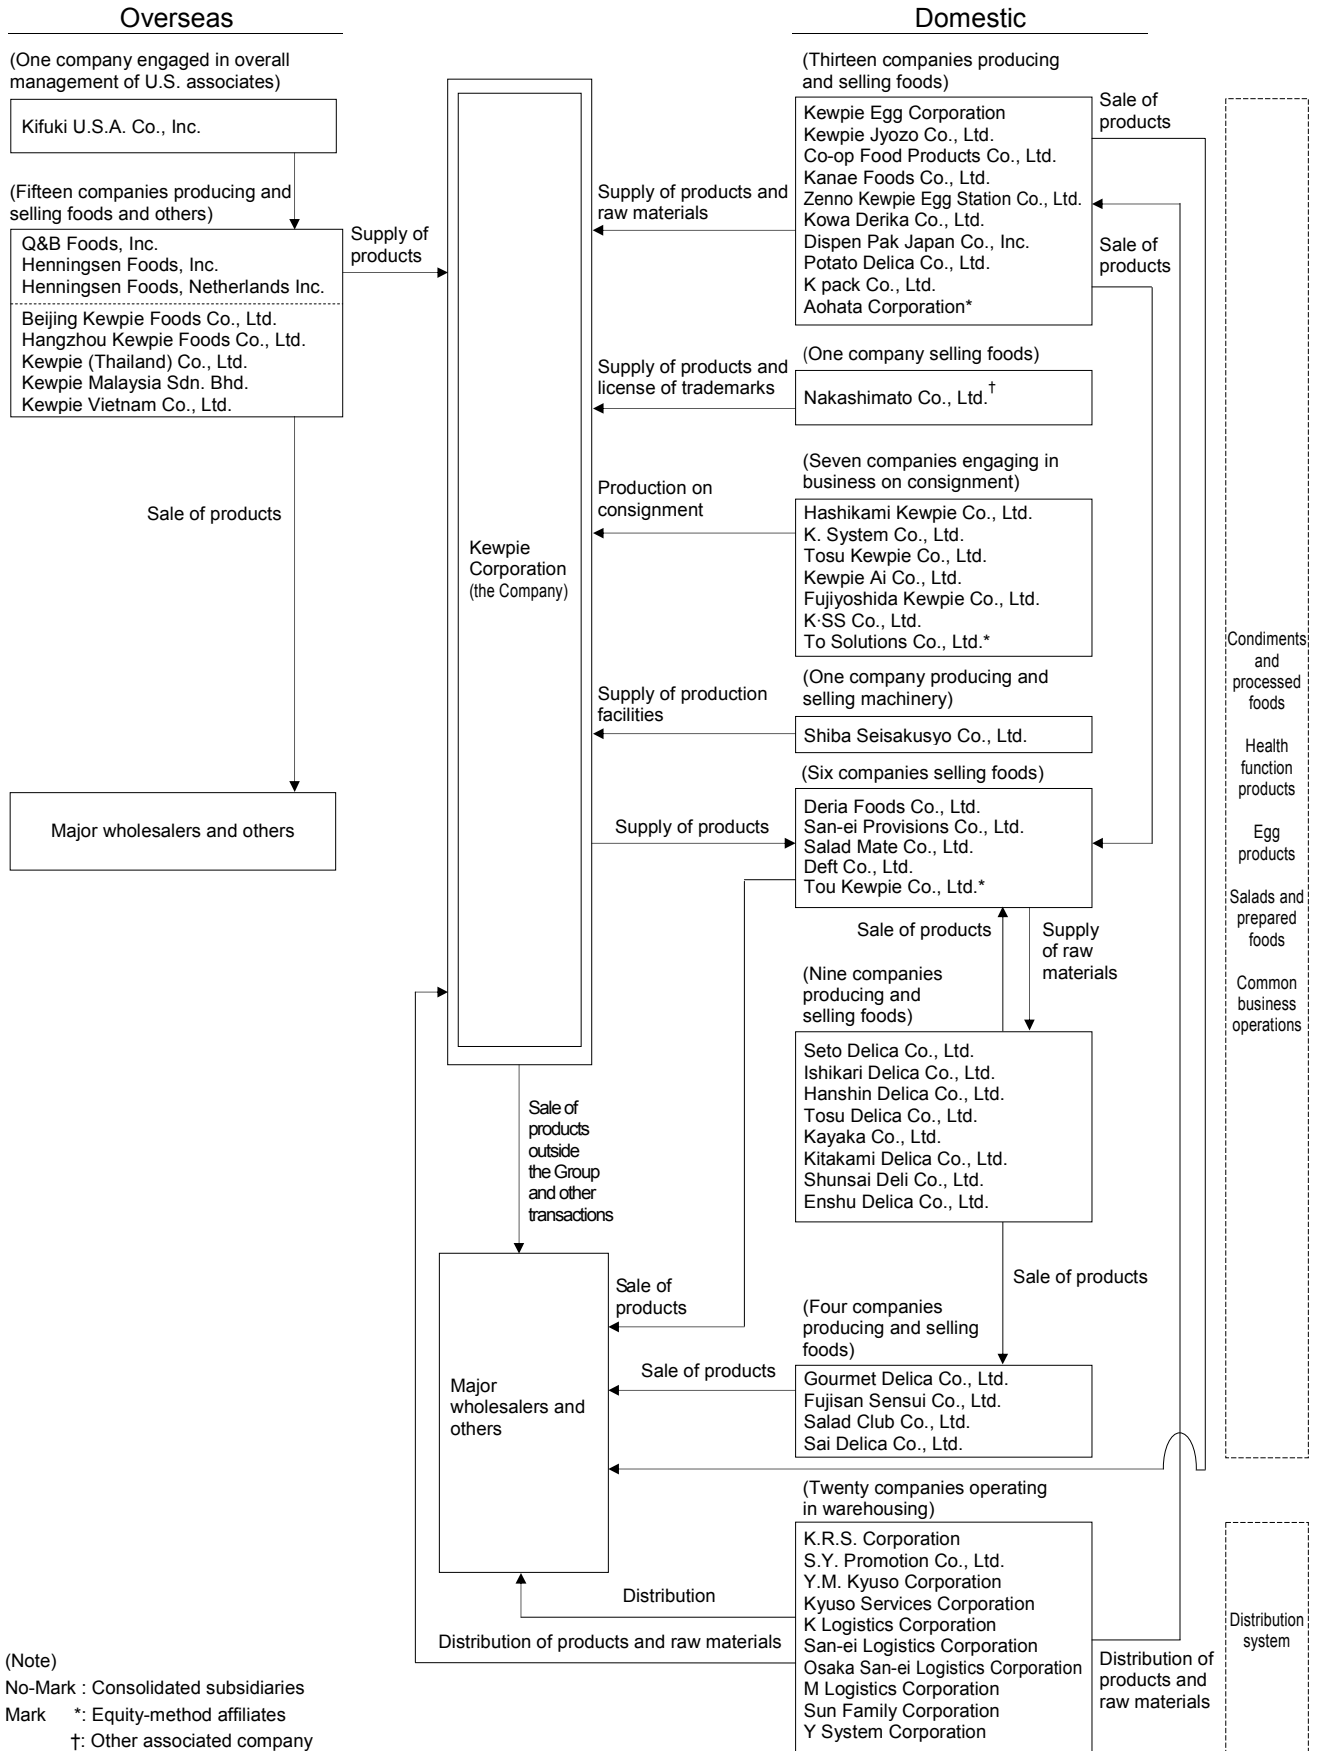 Overseas
(One company engaged in overall
management of U.S. associates)
Kifuki U.S.A. Co., Inc.
(Fifteen companies producing and
selling foods and others)
Q&B Foods, Inc.
Henningsen Foods, Inc.
Henningsen Foods, Netherlands Inc.
Beijing Kewpie Foods Co., Ltd.
Hangzhou Kewpie Foods Co., Ltd.
Kewpie (Thailand) Co., Ltd.
Kewpie Malaysia Sdn. Bhd.
Kewpie Vietnam Co., Ltd.
Supply of
products
Sale of products
Major wholesalers and others
Kewpie
Corporation
(the Company)
Domestic
(Thirteen companies producing
and selling foods)
Kewpie Egg Corporation
Kewpie Jyozo Co., Ltd.
Co-op Food Products Co., Ltd.
Kanae Foods Co., Ltd.
Zenno Kewpie Egg Station Co., Ltd.
Kowa Derika Co., Ltd.
Dispen Pak Japan Co., Inc.
Potato Delica Co., Ltd.
K pack Co., Ltd.
Aohata Corporation*
Sale of
products
Sale of
products
Supply of products and
raw materials
(One company selling foods)
Nakashimato Co., Ltd.†
Supply of products and
license of trademarks
(Seven companies engaging in
business on consignment)
Hashikami Kewpie Co., Ltd.
K. System Co., Ltd.
Tosu Kewpie Co., Ltd.
Kewpie Ai Co., Ltd.
Fujiyoshida Kewpie Co., Ltd.
K·SS Co., Ltd.
To Solutions Co., Ltd.*
Production on
consignment
(One company producing and
selling machinery)
Shiba Seisakusyo Co., Ltd.
Supply of production
facilities
(Six companies selling foods)
Deria Foods Co., Ltd.
San-ei Provisions Co., Ltd.
Salad Mate Co., Ltd.
Deft Co., Ltd.
Tou Kewpie Co., Ltd.*
Supply of products
Sale of products
Supply
of raw
materials
(Nine companies
producing and
selling foods)
Seto Delica Co., Ltd.
Ishikari Delica Co., Ltd.
Hanshin Delica Co., Ltd.
Tosu Delica Co., Ltd.
Kayaka Co., Ltd.
Kitakami Delica Co., Ltd.
Shunsai Deli Co., Ltd.
Enshu Delica Co., Ltd.
Sale of
products
outside
the Group
and other
transactions
Sale of products
Sale of
products
(Four companies
producing and selling
foods)
Gourmet Delica Co., Ltd.
Fujisan Sensui Co., Ltd.
Salad Club Co., Ltd.
Sai Delica Co., Ltd.
Sale of products
Major
wholesalers and
others
(Twenty companies operating
in warehousing)
K.R.S. Corporation
S.Y. Promotion Co., Ltd.
Y.M. Kyuso Corporation
Kyuso Services Corporation
K Logistics Corporation
San-ei Logistics Corporation
Osaka San-ei Logistics Corporation
M Logistics Corporation
Sun Family Corporation
Y System Corporation
Distribution
Distribution of products and raw materials
Distribution of
products and
raw materials
Condiments
and
processed
foods
Health
function
products
Egg
products
Salads and
prepared
foods
Common
business
operations
Distribution
system
(Note)
No-Mark : Consolidated subsidiaries
Mark *: Equity-method affiliates
†: Other associated company